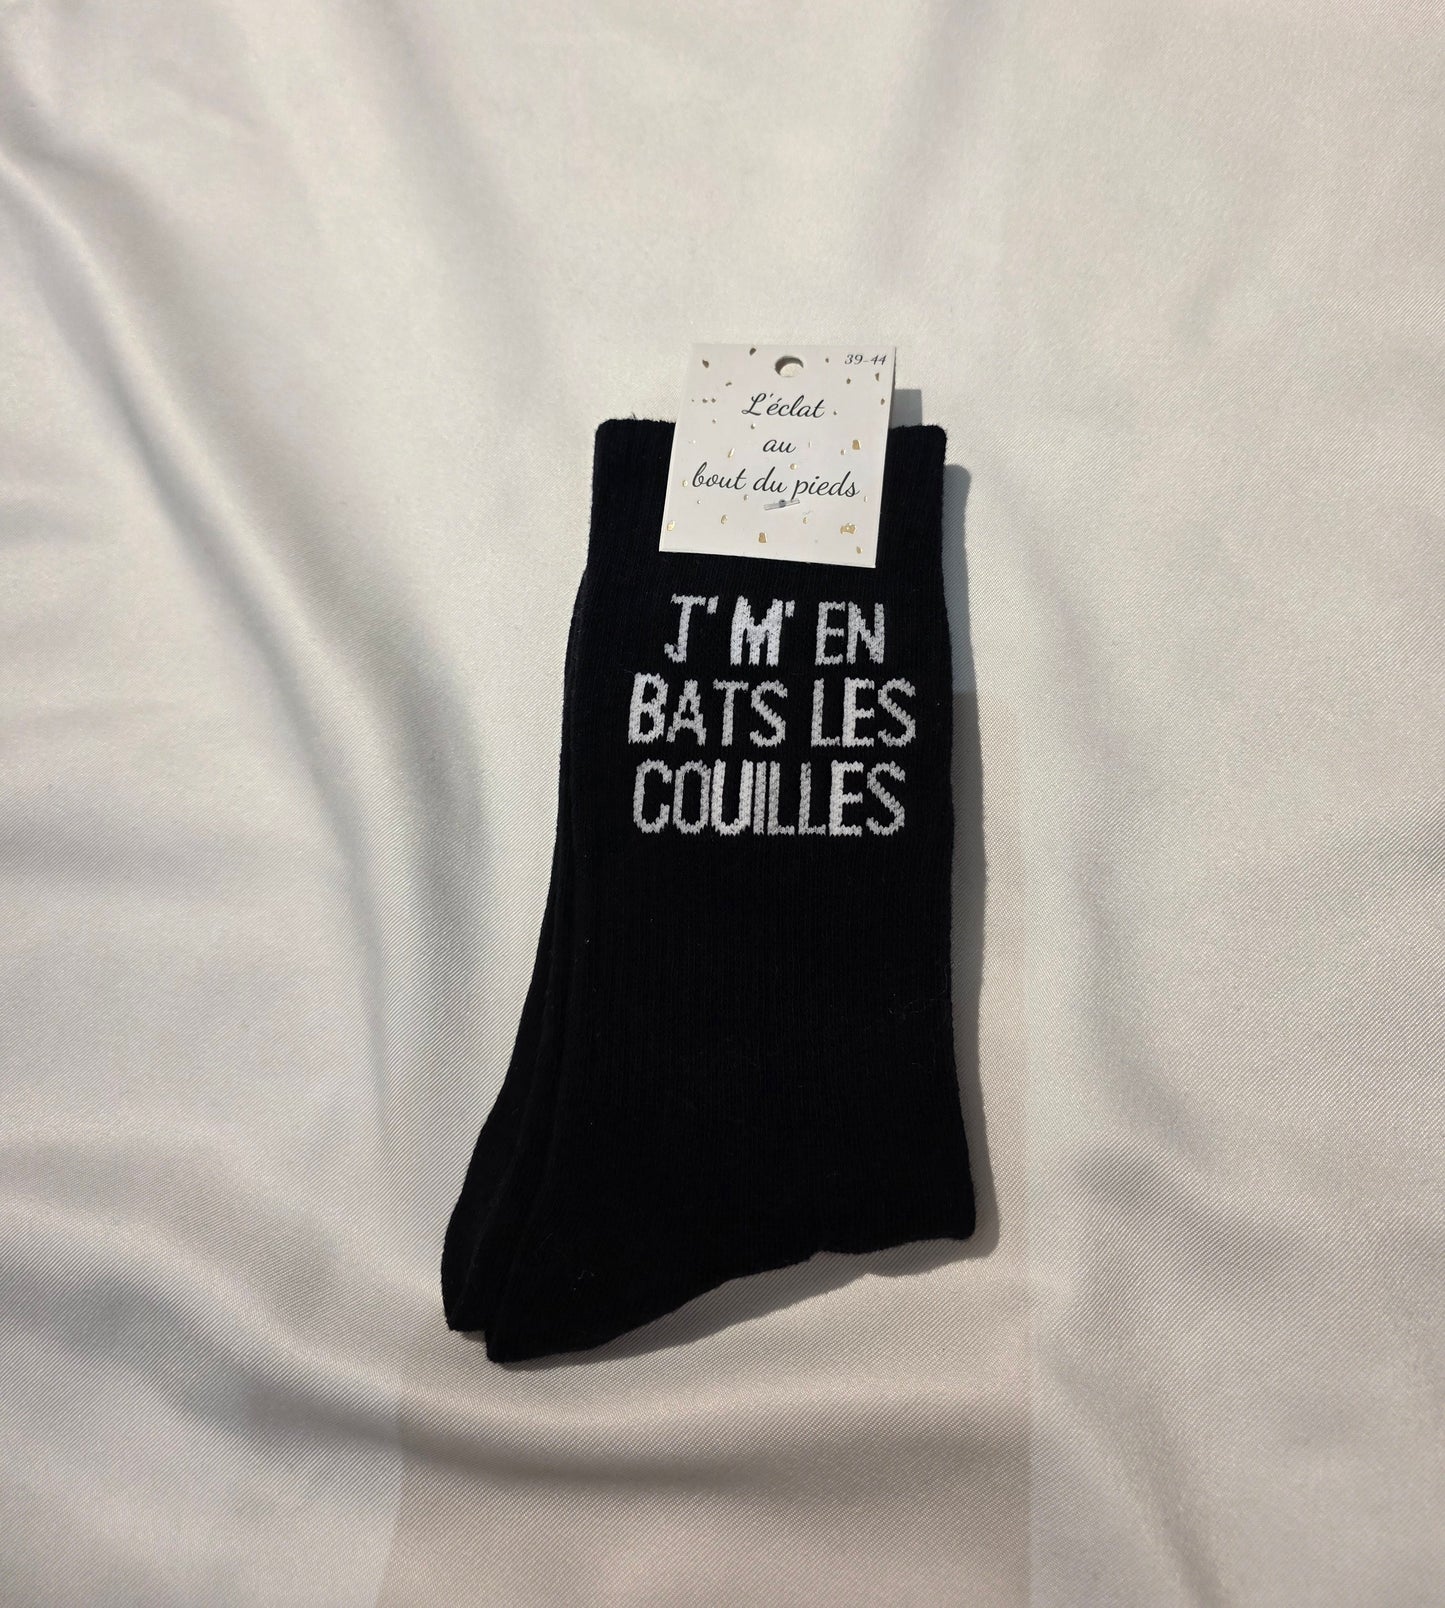 39-44
L'éclat
au
bout du pieds
J'M'EN
BATS LES
COUILLES